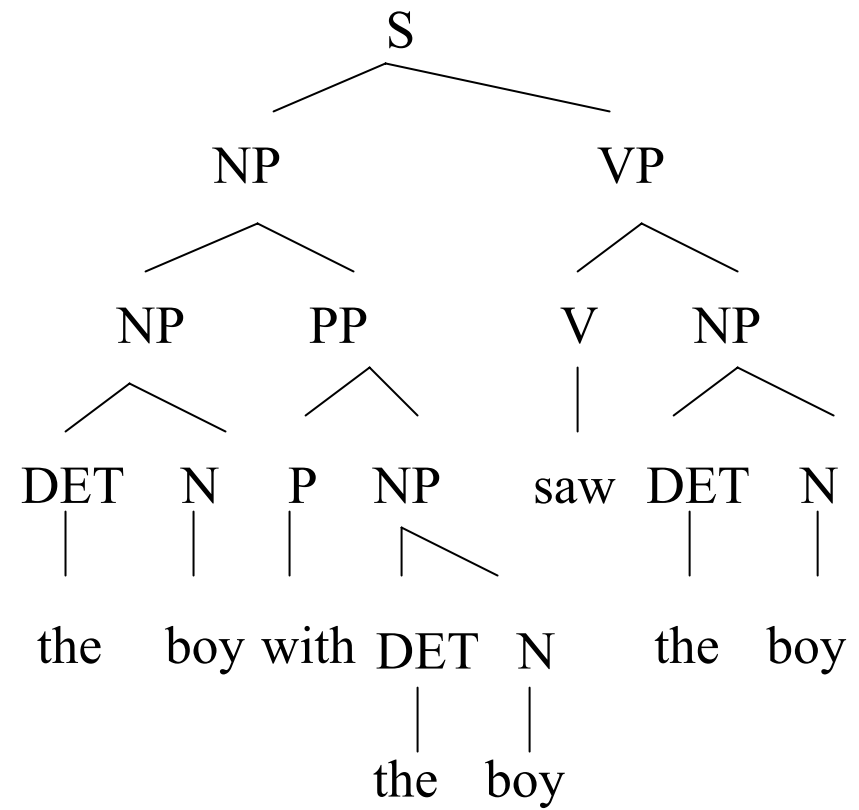 S
NP VP
NP PP V NP
DET N P NP saw DET N
the boy with DET N the boy
the boy